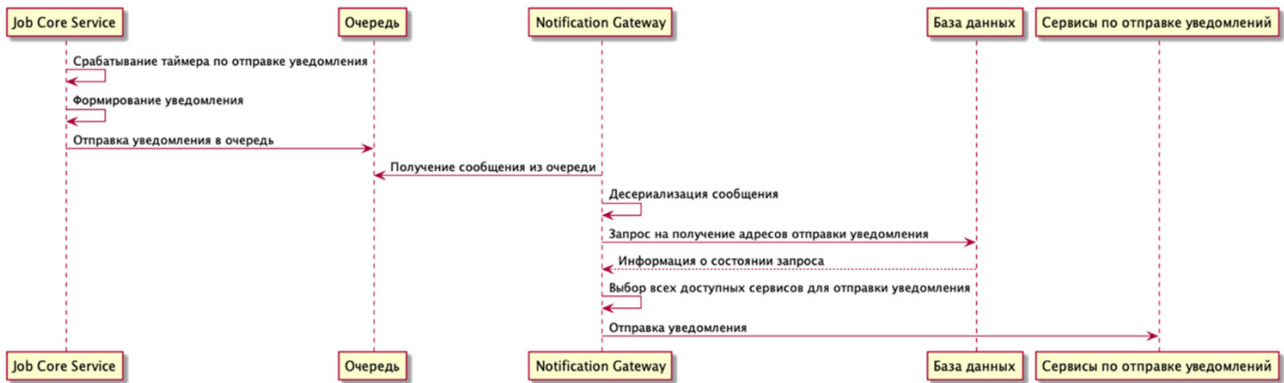 Job Core Service
Очередь
Notification Gateway
База данных
Сервисы по отправке уведомлений
Срабатывание таймера по отправке уведомления
Формирование уведомления
Отправка уведомления в очередь
Получение сообщения из очереди
Десериализация сообщения
Запрос на получение адресов отправки уведомления
Информация о состоянии запроса
Выбор всех доступных сервисов для отправки уведомления
Отправка уведомления
Job Core Service
Очередь
Notification Gateway
База данных
Сервисы по отправке уведомлений